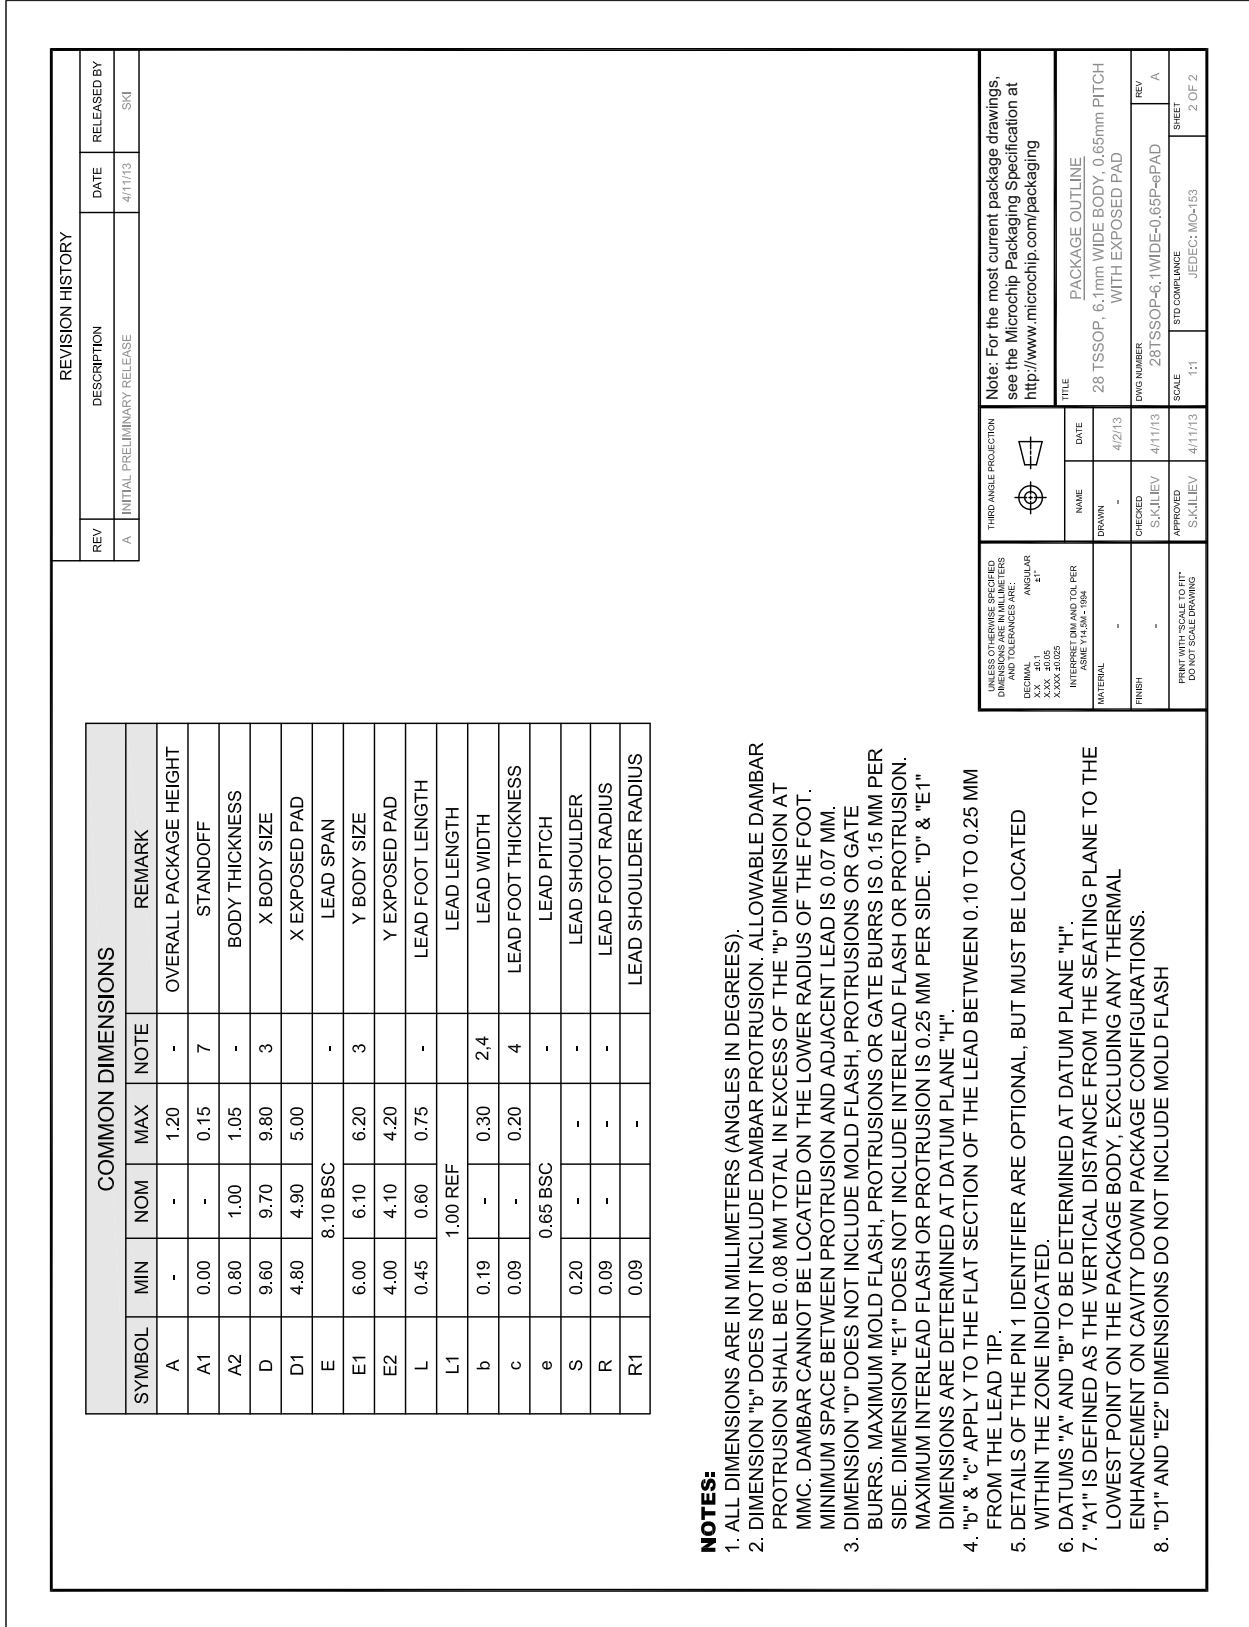 REVISION HISTORY
REV DESCRIPTION DATE RELEASED BY
A INITIAL PRELIMINARY RELEASE 4/11/13 SKI
COMMON DIMENSIONS
SYMBOL MIN NOM MAX NOTE REMARK
A - - 1.20 - OVERALL PACKAGE HEIGHT
A1 0.00 - 0.15 7 STANDOFF
A2 0.80 1.00 1.05 - BODY THICKNESS
D 9.60 9.70 9.80 3 X BODY SIZE
D1 4.80 4.90 5.00 X EXPOSED PAD
E 8.10 BSC - LEAD SPAN
E1 6.00 6.10 6.20 3 Y BODY SIZE
E2 4.00 4.10 4.20 Y EXPOSED PAD
L 0.45 0.60 0.75 - LEAD FOOT LENGTH
L1 1.00 REF LEAD LENGTH
b 0.19 - 0.30 2,4 LEAD WIDTH
c 0.09 - 0.20 4 LEAD FOOT THICKNESS
e 0.65 BSC - LEAD PITCH
S 0.20 - - - LEAD SHOULDER
R 0.09 - - - LEAD FOOT RADIUS
R1 0.09 - LEAD SHOULDER RADIUS
NOTES:
1. ALL DIMENSIONS ARE IN MILLIMETERS (ANGLES IN DEGREES).
2. DIMENSION "b" DOES NOT INCLUDE DAMBAR PROTRUSION. ALLOWABLE DAMBAR
PROTRUSION SHALL BE 0.08 MM TOTAL IN EXCESS OF THE "b" DIMENSION AT
MMC. DAMBAR CANNOT BE LOCATED ON THE LOWER RADIUS OF THE FOOT.
MINIMUM SPACE BETWEEN PROTRUSION AND ADJACENT LEAD IS 0.07 MM.
3. DIMENSION "D" DOES NOT INCLUDE MOLD FLASH, PROTRUSIONS OR GATE
BURRS. MAXIMUM MOLD FLASH, PROTRUSIONS OR GATE BURRS IS 0.15 MM PER
SIDE. DIMENSION "E1" DOES NOT INCLUDE INTERLEAD FLASH OR PROTRUSION.
MAXIMUM INTERLEAD FLASH OR PROTRUSION IS 0.25 MM PER SIDE. "D" & "E1"
DIMENSIONS ARE DETERMINED AT DATUM PLANE "H".
4. "b" & "c" APPLY TO THE FLAT SECTION OF THE LEAD BETWEEN 0.10 TO 0.25 MM
FROM THE LEAD TIP.
5. DETAILS OF THE PIN 1 IDENTIFIER ARE OPTIONAL, BUT MUST BE LOCATED
WITHIN THE ZONE INDICATED.
6. DATUMS "A" AND "B" TO BE DETERMINED AT DATUM PLANE "H".
7. "A1" IS DEFINED AS THE VERTICAL DISTANCE FROM THE SEATING PLANE TO THE
LOWEST POINT ON THE PACKAGE BODY, EXCLUDING ANY THERMAL
ENHANCEMENT ON CAVITY DOWN PACKAGE CONFIGURATIONS.
8. "D1" AND "E2" DIMENSIONS DO NOT INCLUDE MOLD FLASH
UNLESS OTHERWISE SPECIFIED
DIMENSIONS ARE IN MILLIMETERS
AND TOLERANCES ARE:
DECIMAL ANGULAR
X.X ±0.1 ±1°
X.XX ±0.05
X.XXX ±0.025
INTERPRET DIM AND TOL PER
ASME Y14.5M - 1994
MATERIAL
-
FINISH
-
PRINT WITH "SCALE TO FIT"
DO NOT SCALE DRAWING
THIRD ANGLE PROJECTION
NAME DATE
DRAWN
- 4/2/13
CHECKED
S.K.ILIEV 4/11/13
APPROVED
S.K.ILIEV 4/11/13
Note: For the most current package drawings,
see the Microchip Packaging Specification at
http://www.microchip.com/packaging
TITLE
PACKAGE OUTLINE
28 TSSOP, 6.1mm WIDE BODY, 0.65mm PITCH
WITH EXPOSED PAD
DWG NUMBER
28TSSOP-6.1WIDE-0.65P-ePAD
REV
A
SCALE
1:1
STD COMPLIANCE
JEDEC: MO-153
SHEET
2 OF 2